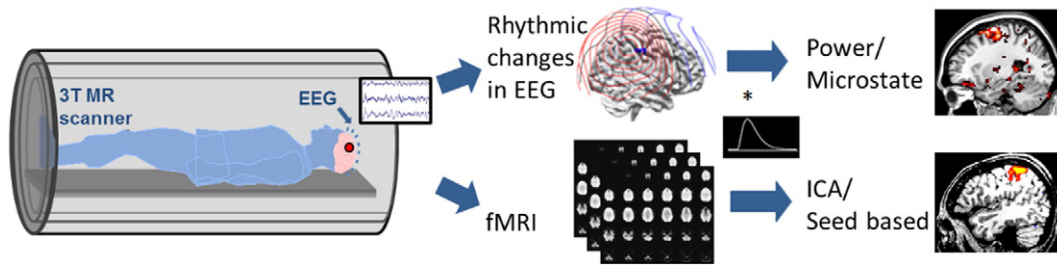 3T MR
scanner
EEG
Rhythmic
changes
in EEG
*
Power/
Microstate
fMRI
ICA/
Seed based